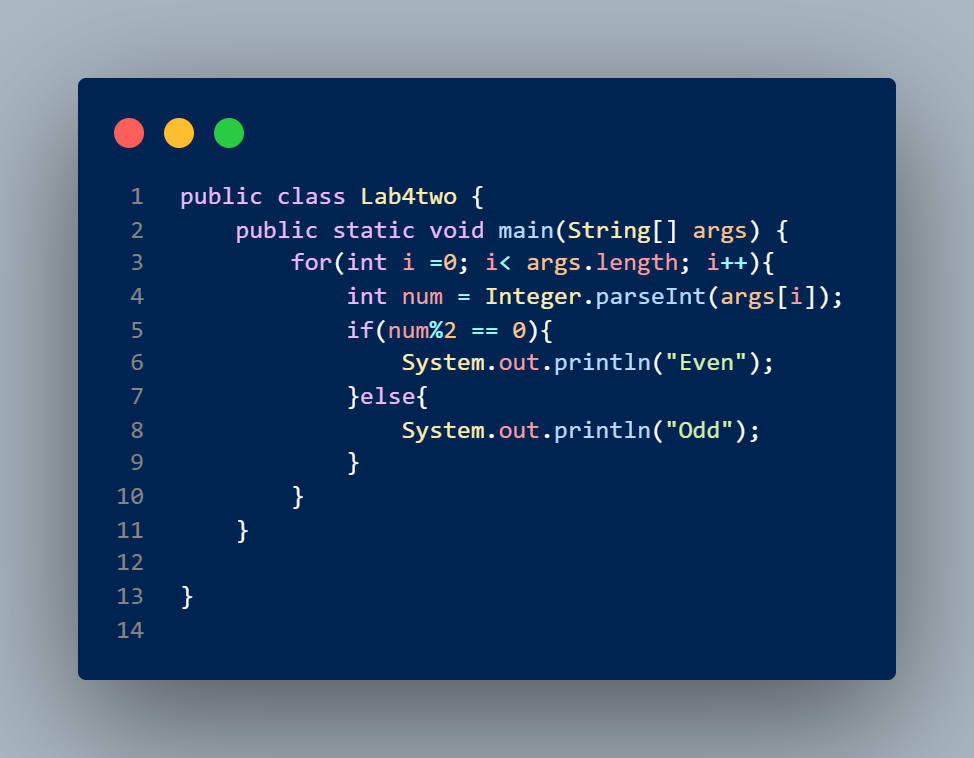 1 public class Lab4two {
2     public static void main(String[] args) {
3         for(int i =0; i< args.length; i++){
4             int num = Integer.parseInt(args[i]);
5             if(num%2 == 0){
6                 System.out.println("Even");
7             }else{
8                 System.out.println("Odd");
9             }
10         }
11     }
12
13 }
14